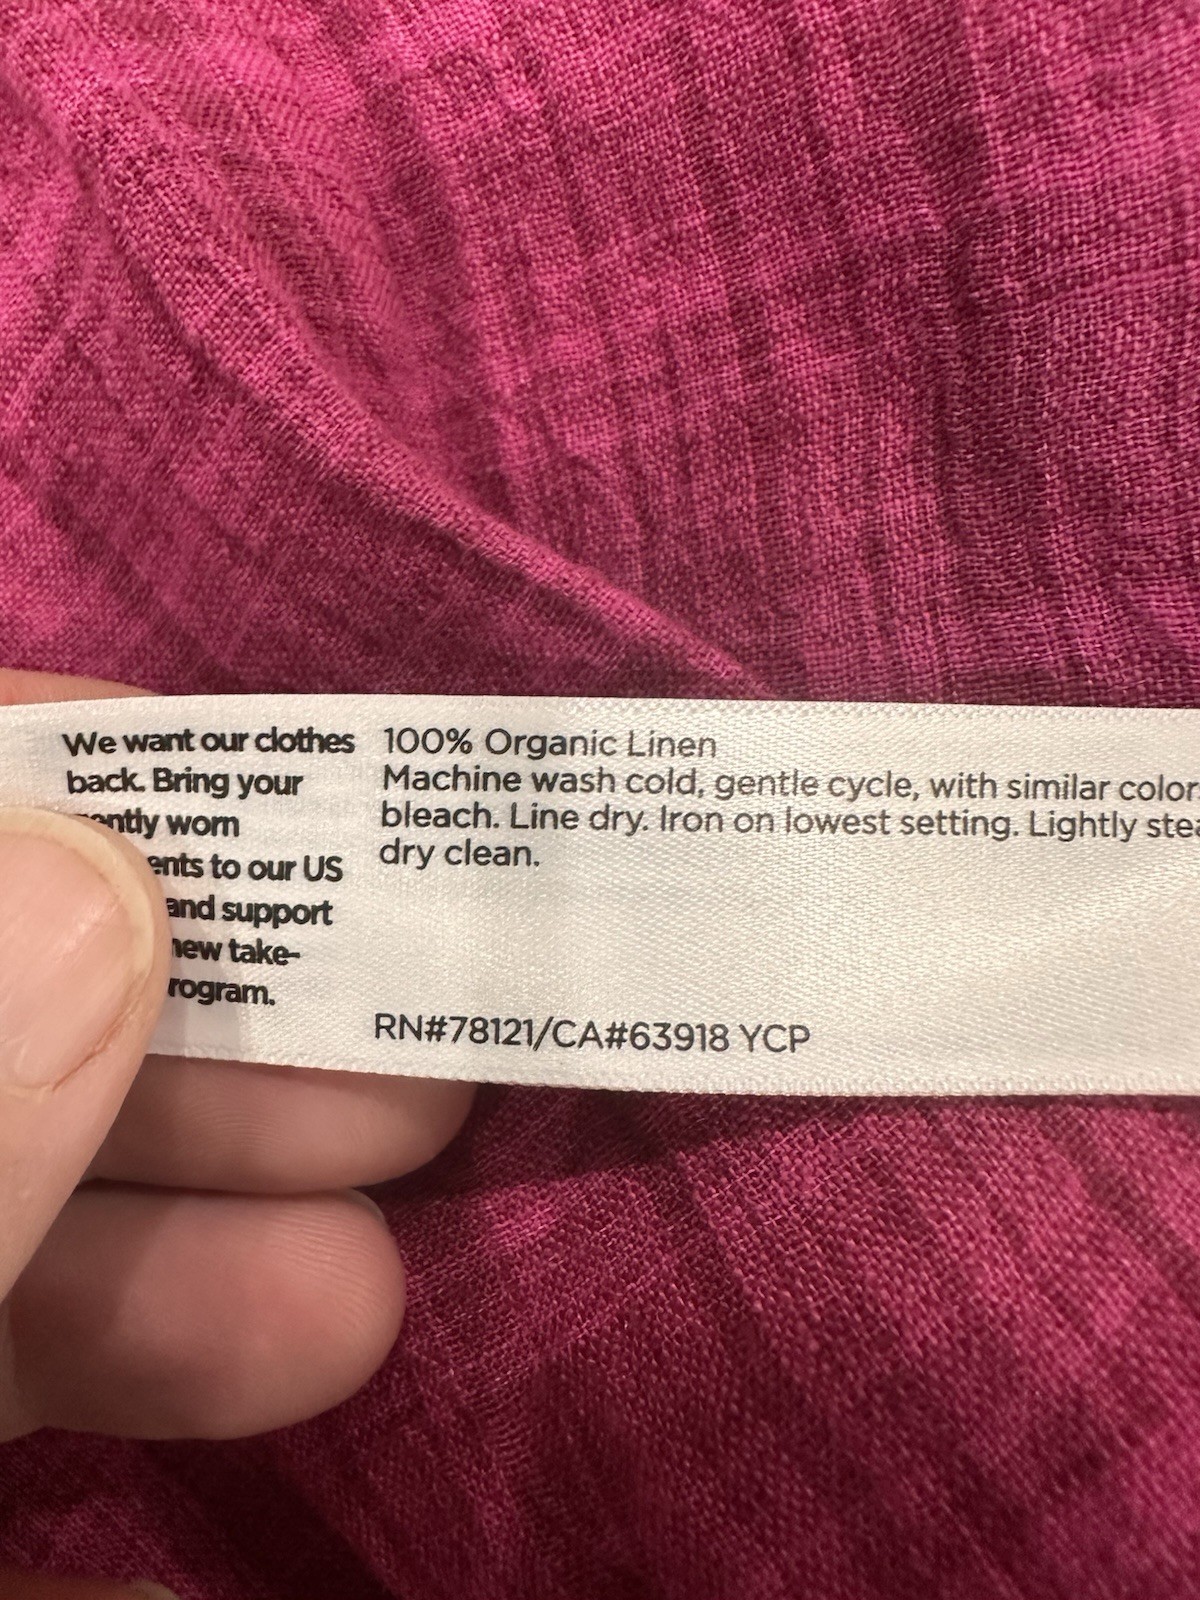 We want our clothes
back. Bring your
worn
to our US
and support
new take-
100% Organic Linen
Machine wash cold, gentle cycle, with similar
bleach. Line dry. Iron on lowest setting. Lightly
dry clean.
RN#78121/CA#63918 YCP